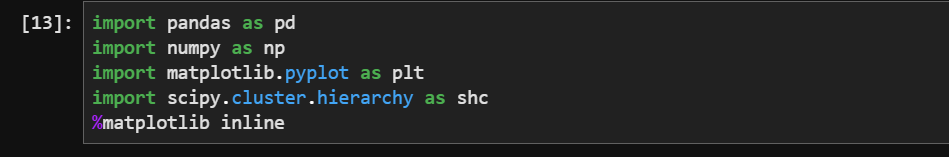 [13]: import pandas as pd
import numpy as np
import matplotlib.pyplot as plt
import scipy.cluster.hierarchy as shc
%matplotlib inline